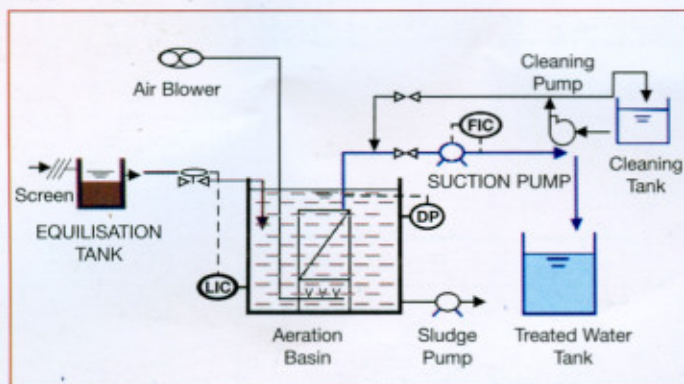 Air Blower
Cleaning
Pump
FIC
SUCTION PUMP
Cleaning
Tank
Screen
EQUILISATION
TANK
DP
LIC
Aeration
Basin
Sludge
Pump
Treated Water
Tank